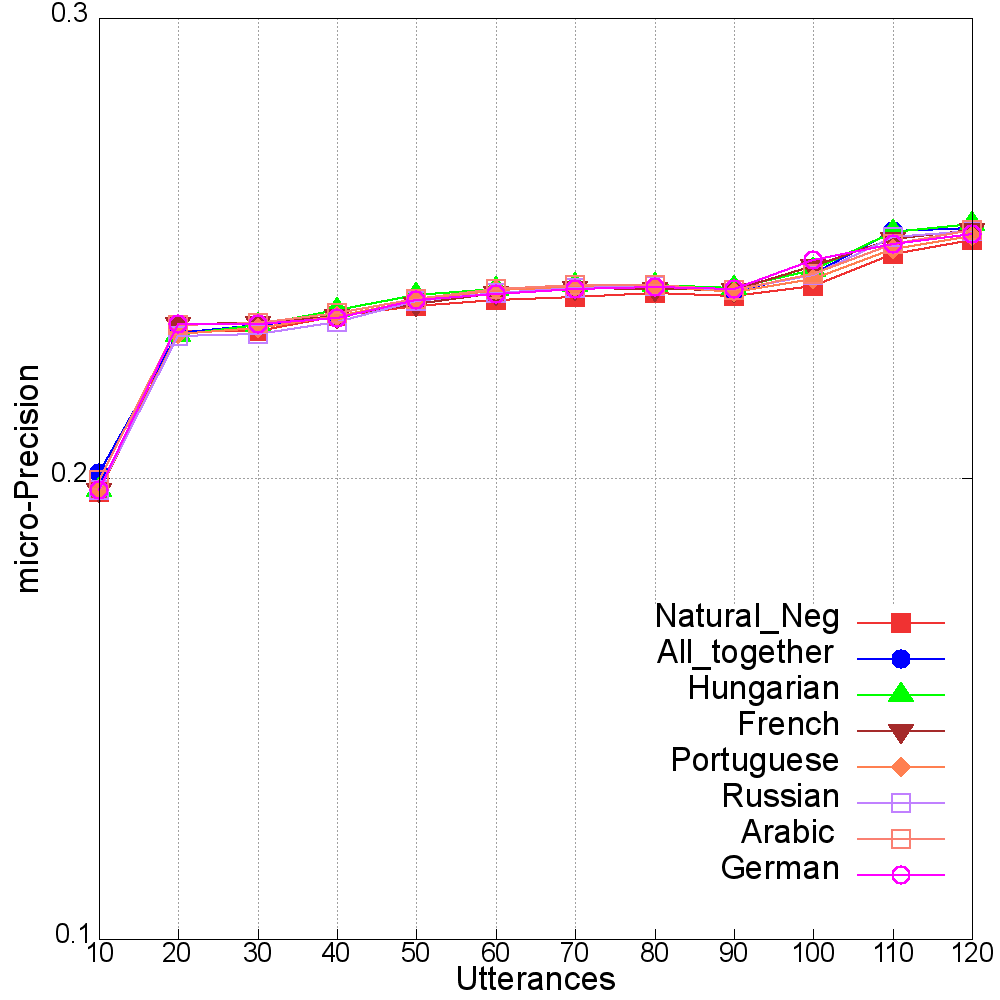 0.3
0.2
0.1
micro-Precision
Natural_Neg
All_together
Hungarian
French
Portuguese
Russian
Arabic
German
10 20 30 40 50 60 70 80 90 100 110 120
Utterances